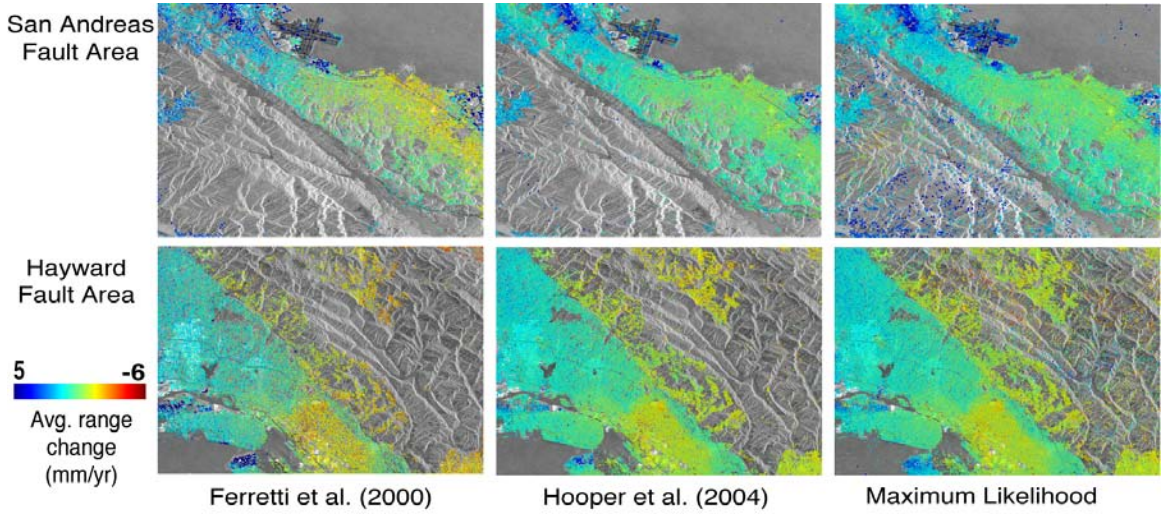 San Andreas
Fault Area
Hayward
Fault Area
5 -6
Avg. range
change
(mm/yr)
Ferretti et al. (2000) Hooper et al. (2004) Maximum Likelihood